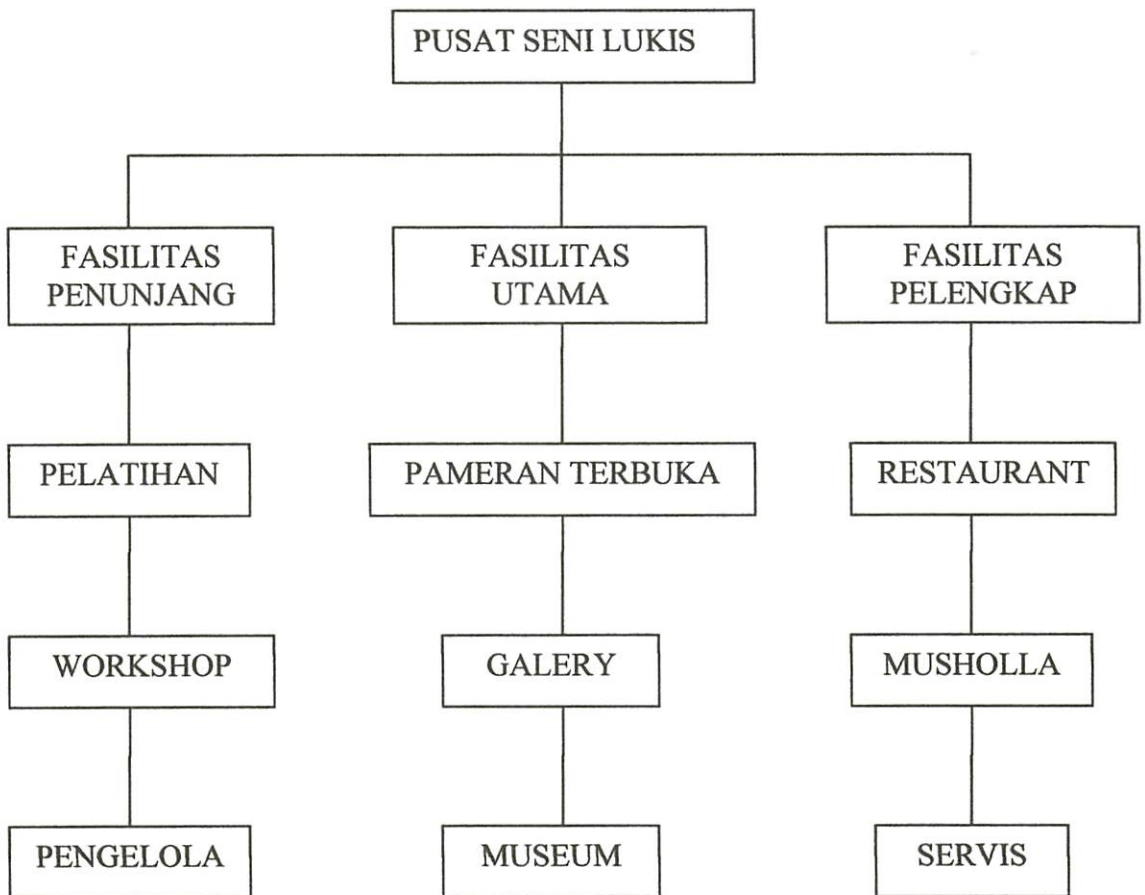 PUSAT SENI LUKIS
FASILITAS
PENUNJANG
FASILITAS
UTAMA
FASILITAS
PELENGKAP
PELATIHAN
PAMERAN TERBUKA
RESTAURANT
WORKSHOP
GALERY
MUSHOLLA
PENGELOLA
MUSEUM
SERVIS